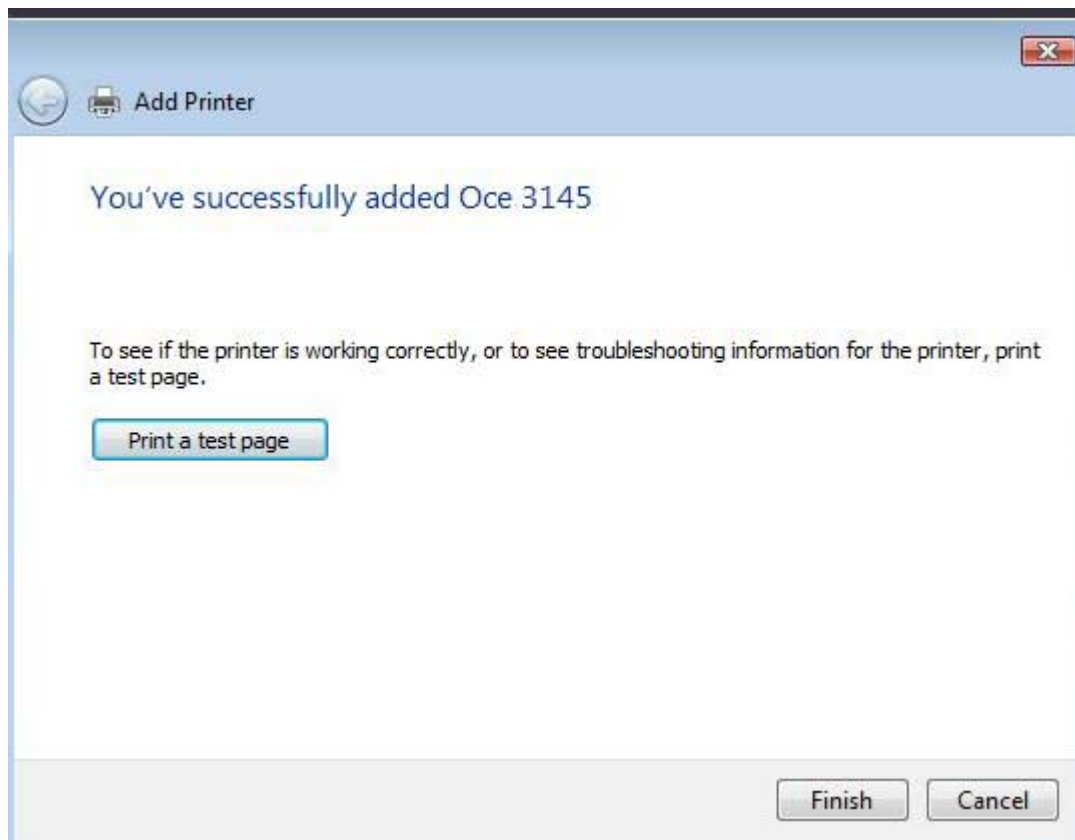 Add Printer
You've successfully added Oce 3145
To see if the printer is working correctly, or to see troubleshooting information for the printer, print
a test page.
Print a test page
Finish Cancel